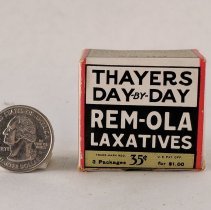 THAYERS
DAY-BY-DAY
REM-OLA
LAXATIVES
TRADE MARK REG. 35¢ U.S. PAT. OFF.
3 Packages for $1.00